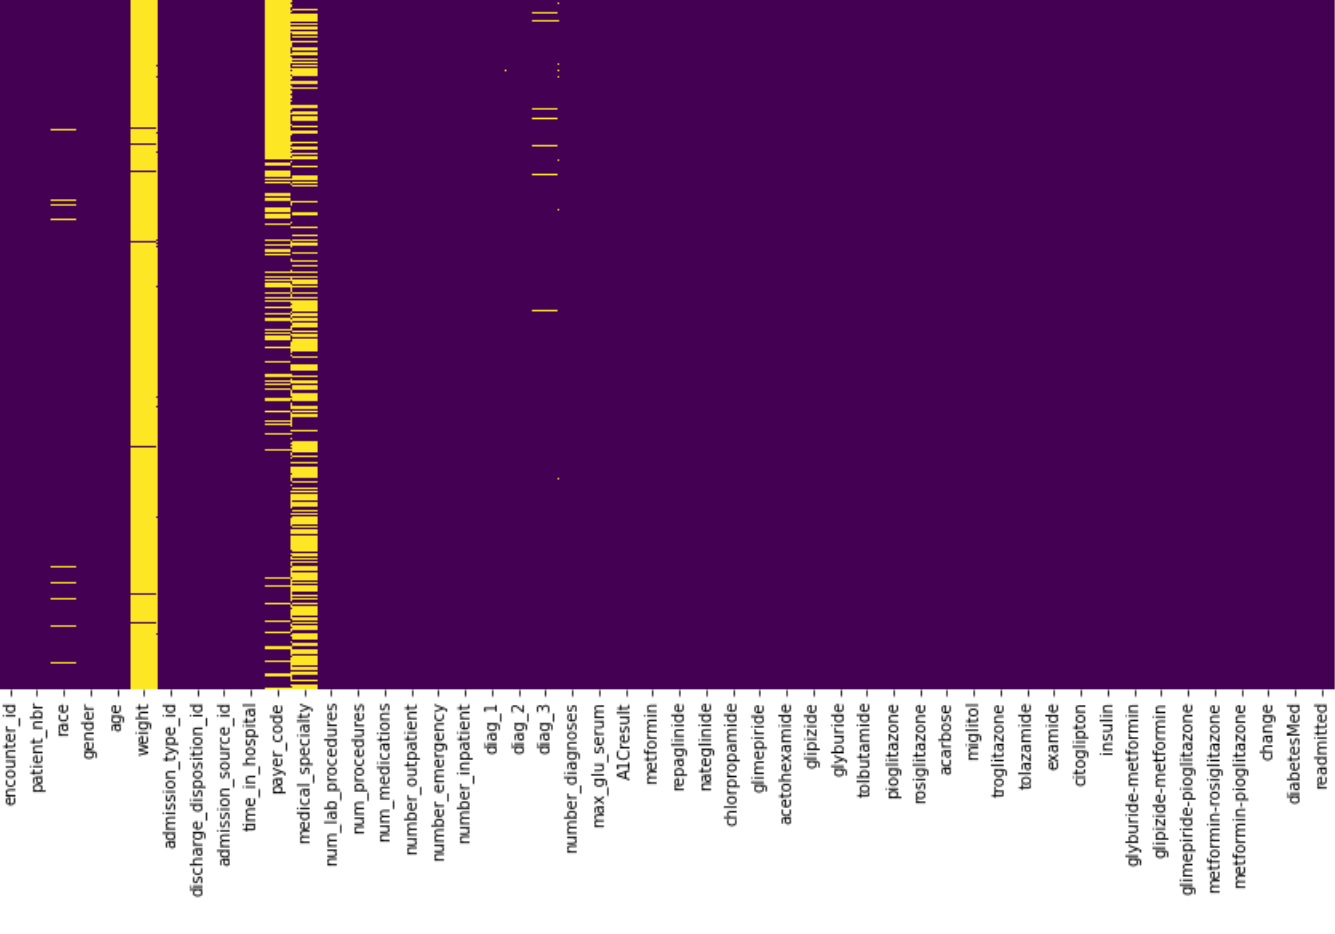 encounter_id
patient_nbr
race
gender
age
weight
admission_type_id
discharge_disposition_id
admission_source_id
time_in_hospital
payer_code
medical_specialty
num_lab_procedures
num_procedures
num_medications
number_outpatient
number_emergency
number_inpatient
diag_1
diag_2
diag_3
number_diagnoses
max_glu_serum
A1Cresult
metformin
repaglinide
nateglinide
chlorpropamide
glimepiride
acetohexamide
glipizide
glyburide
tolbutamide
pioglitazone
rosiglitazone
acarbose
miglitol
troglitazone
tolazamide
examide
citoglipton
insulin
glyburide-metformin
glipizide-metformin
glimepiride-pioglitazone
metformin-rosiglitazone
metformin-pioglitazone
change
diabetesMed
readmitted